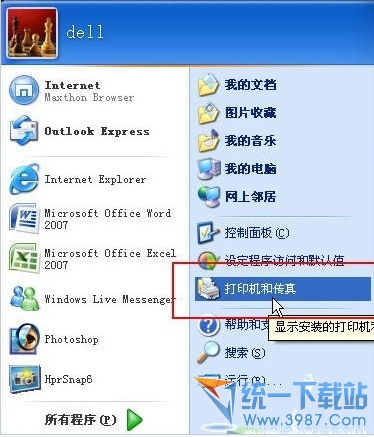 dell
Internet
Maxthon Browser
Outlook Express
Internet Explorer
Microsoft Office Word
2007
Microsoft Office Excel
2007
Windows Live Messenger
Photoshop
HprSnap6
所有程序(P)
我的文档
图片收藏
我的音乐
我的电脑
网上邻居
控制面板(C)
设定程序访问和默认值
打印机和传真
帮助和支
显示安装的打印机和
搜索(S)
运行(R)...
统一下载站
www.3987.com